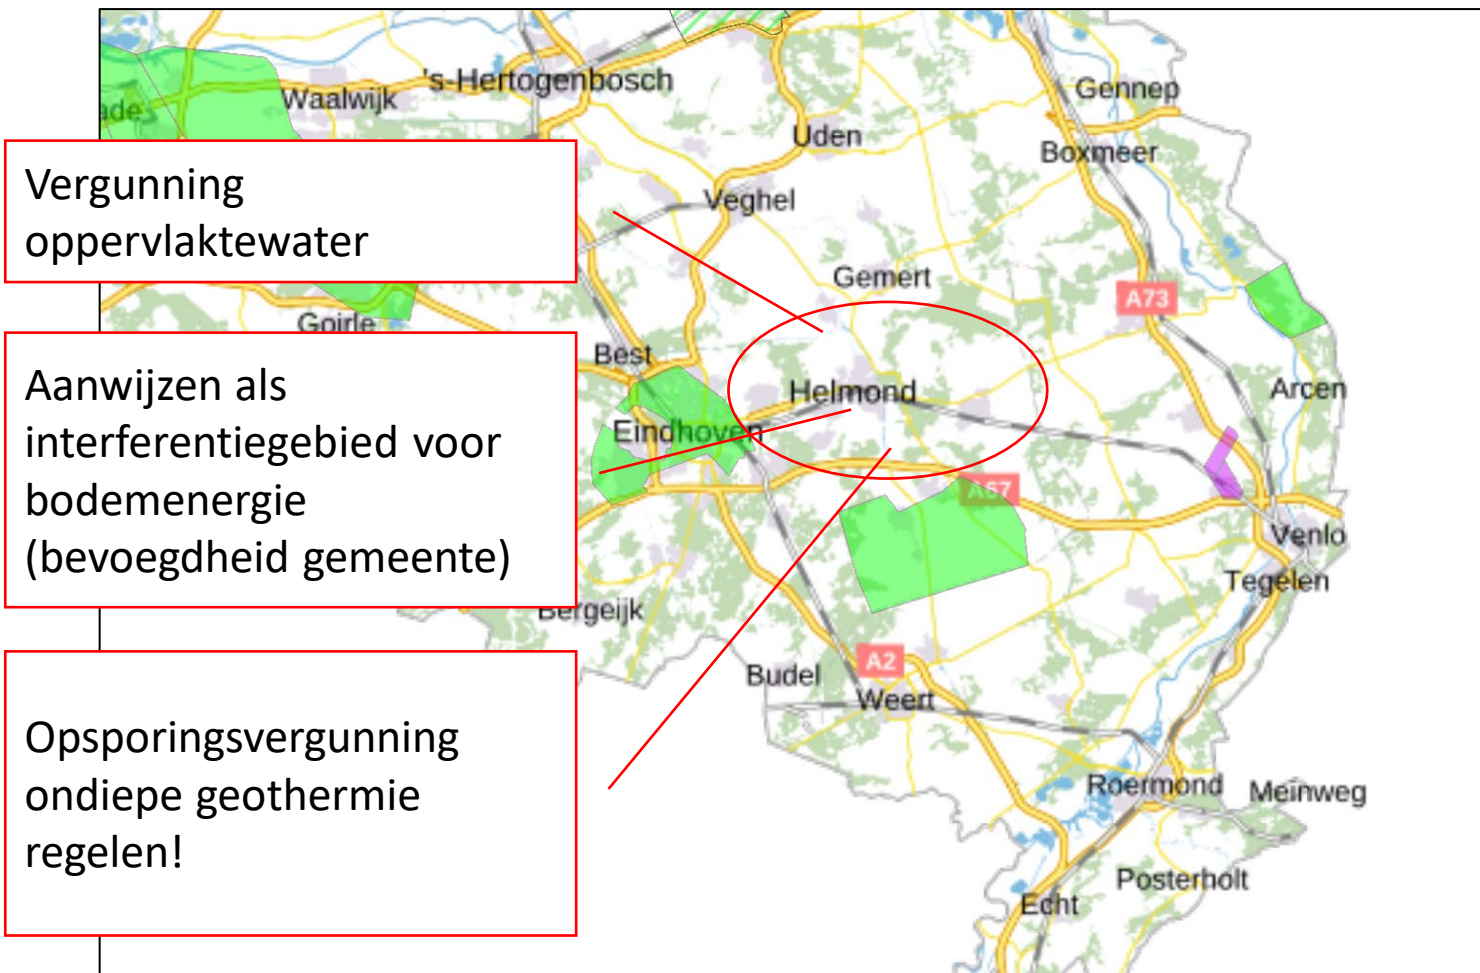 Vergunning
oppervlaktewater
Aanwijzen als
interferentiegebied voor
bodemenergie
(bevoegdheid gemeente)
Opsporingsvergunning
ondiepe geothermie
regelen!
's-Hertogenbosch
Waalwijk
Gennep
Uden
Boxmeer
Veghel
Gemert
A73
Goirle
Best
Helmond
Arcen
Eindhoven
A67
Venlo
Tegelen
Bergeijk
A2
Budel
Weert
Roermond
Meinweg
Posterholt
Echt